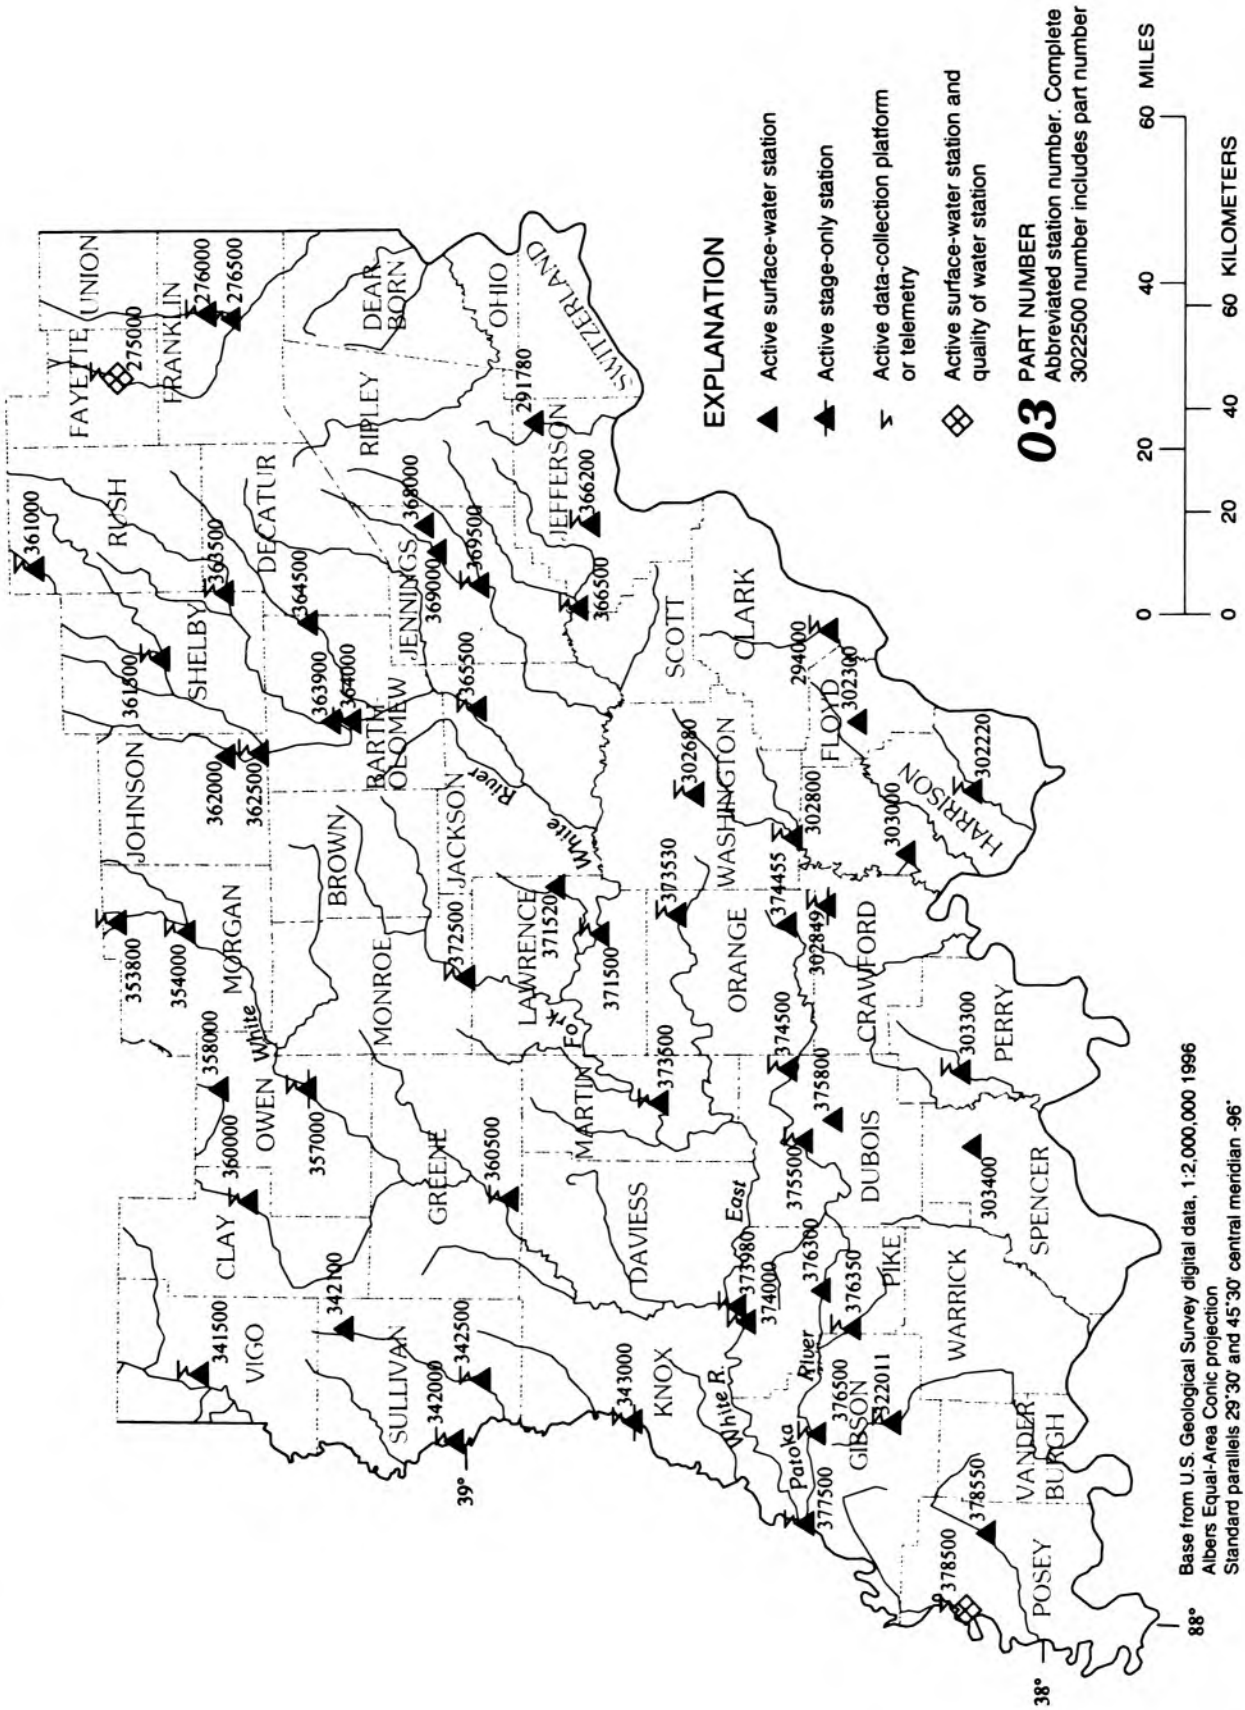 FAYETTE
UNION
275000
FRANKLIN
276000
276500
361000
RUSH
DECATUR
363500
364500
RIPLEY
DEAR
BORN
OHIO
SWITZERLAND
291780
JEFFERSON
366200
366500
368000
369000
369500
JENNINGS
361500
SHELBY
363900
364000
BARTH-
OLOMEW
365500
362000
362500
JOHNSON
BROWN
JACKSON
River
White
SCOTT
CLARK
294000
FLOYD
302300
302220
HARRISON
303000
302680
WASHINGTON
302800
353800
354000
MORGAN
White
MONROE
372500
LAWRENCE
371520
371500
Fork
373530
ORANGE
374455
302849
CRAWFORD
303300
PERRY
358000
360000
OWEN
357000
GREENE
360500
MARTIN
373500
374500
375800
375500
DUBOIS
303400
SPENCER
CLAY
VIGO
341500
342100
SULLIVAN
342500
342000
39°
DAVIESS
East
373980
374000
343000
KNOX
White R.
376300
376350
PIKE
River
Patoka
376500
322011
GIBSON
377500
WARRICK
VANDER-
BURGH
378550
378500
POSEY
38°
88°
EXPLANATION
Active surface-water station
Active stage-only station
Active data-collection platform
or telemetry
Active surface-water station and
quality of water station
03 PART NUMBER
Abbreviated station number. Complete
3022500 number includes part number
0 20 40 60 MILES
0 20 40 60 KILOMETERS
Base from U.S. Geological Survey digital data, 1:2,000,000 1996
Albers Equal-Area Conic projection
Standard parallels 29°30' and 45°30' central meridian -96°